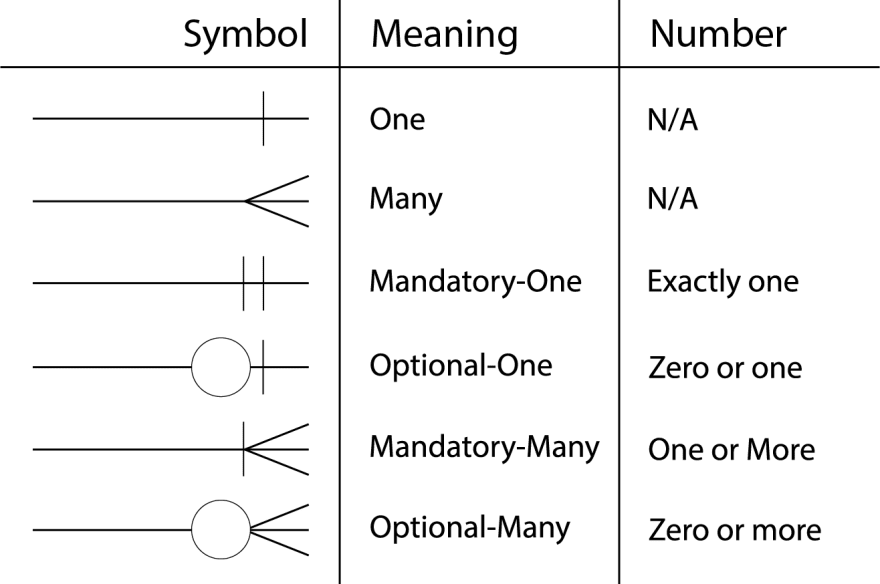 Symbol Meaning Number
One N/A
Many N/A
Mandatory-One Exactly one
Optional-One Zero or one
Mandatory-Many One or More
Optional-Many Zero or more